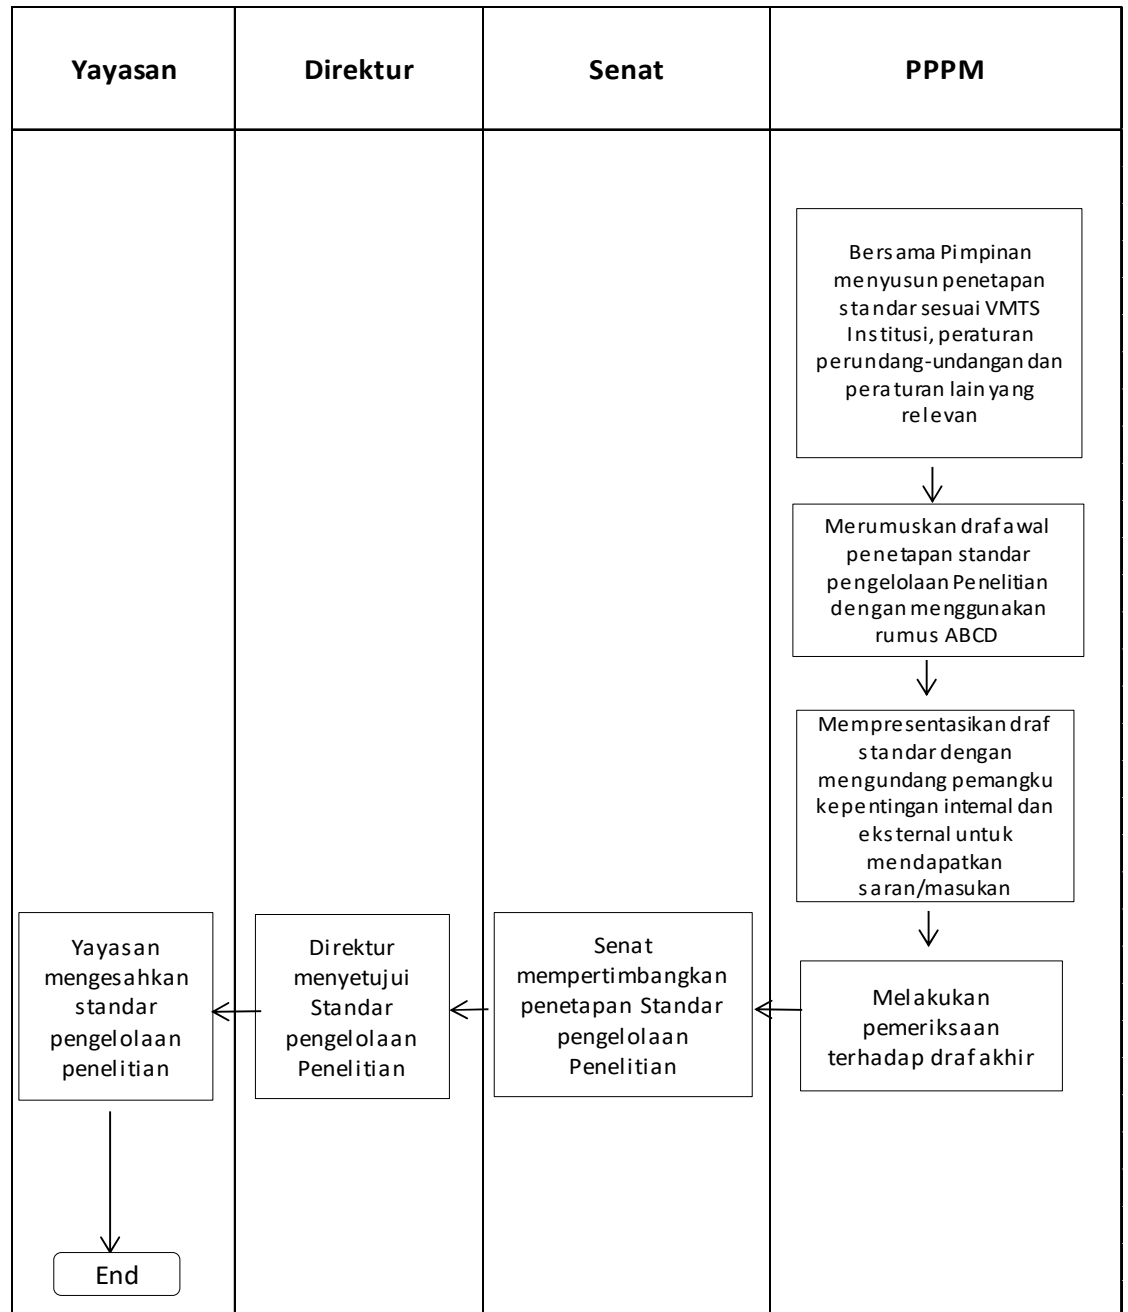 Yayasan
Direktur
Senat
PPPM
Bersama Pimpinan
menyusun penetapan
standar sesuai VMTS
Institusi, peraturan
perundang-undangan dan
peraturan lain yang
relevan
Merumuskan draf awal
penetapan standar
pengelolaan Penelitian
dengan menggunakan
rumus ABCD
Mempresentasikan draf
standar dengan
mengundang pemangku
kepentingan internal dan
eksternal untuk
mendapatkan
saran/masukan
Melakukan
pemeriksaan
terhadap draf akhir
Senat
mempertimbangkan
penetapan Standar
pengelolaan
Penelitian
Direktur
menyetujui
Standar
pengelolaan
Penelitian
Yayasan
mengesahkan
standar
pengelolaan
penelitian
End